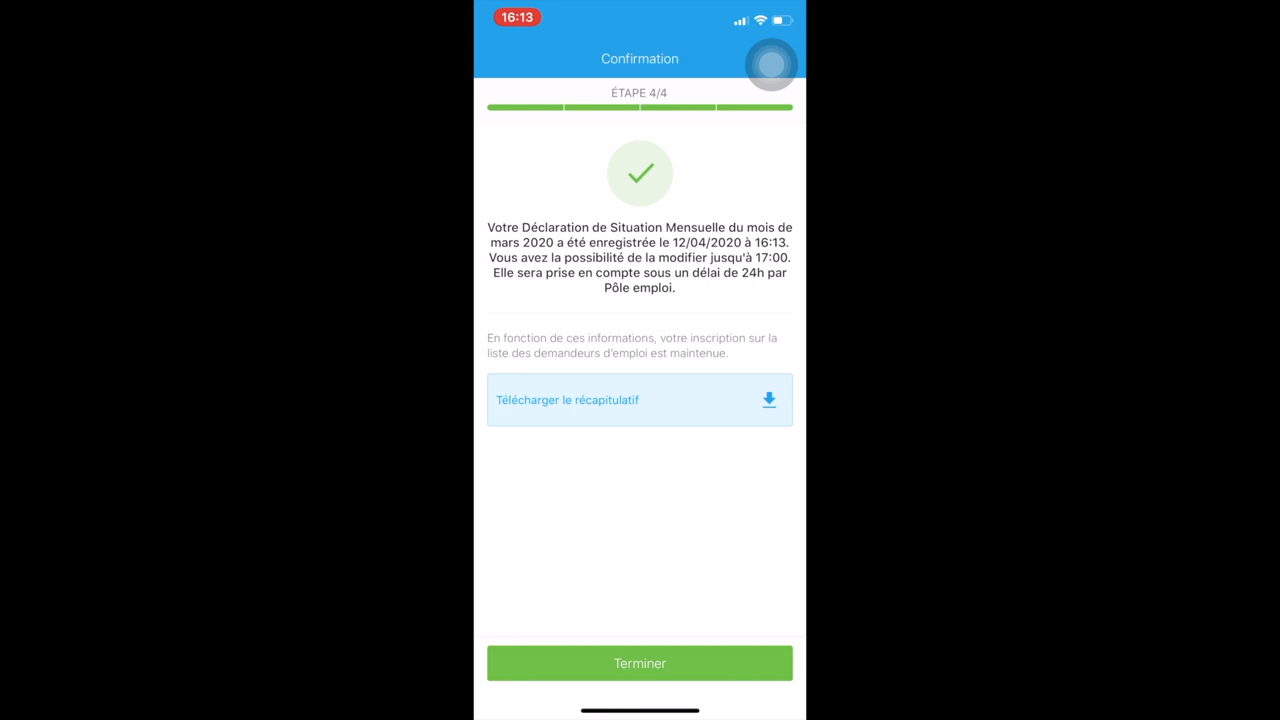 16:13
Confirmation
ÉTAPE 4/4
Votre Déclaration de Situation Mensuelle du mois de
mars 2020 a été enregistrée le 12/04/2020 à 16:13.
Vous avez la possibilité de la modifier jusqu'à 17:00.
Elle sera prise en compte sous un délai de 24h par
Pôle emploi.
En fonction de ces informations, votre inscription sur la
liste des demandeurs d'emploi est maintenue.
Télécharger le récapitulatif
Terminer